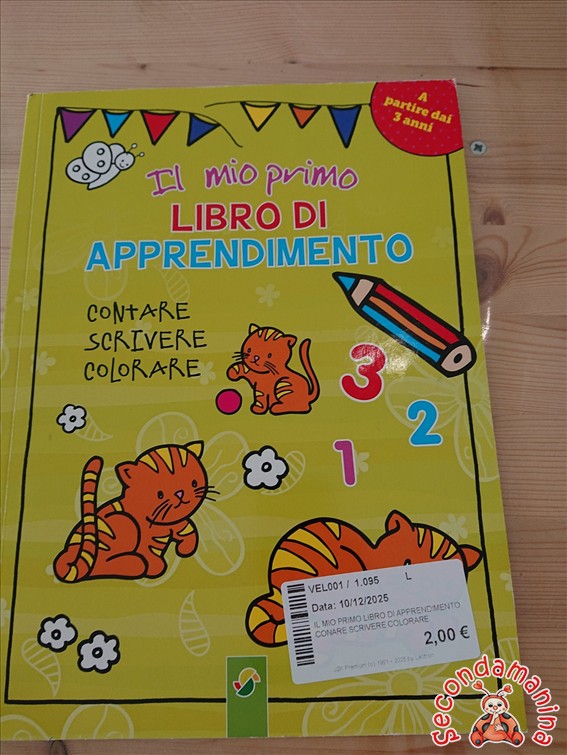 A
partire dai
3 anni
Il mio primo
LIBRO DI
APPRENDIMENTO
CONTARE
SCRIVERE
COLORARE
3
2
1
VEL001 / 1.095 L
Data: 10/12/2025
IL MIO PRIMO LIBRO DI APPRENDIMENTO
CONARE SCRIVERE COLORARE
2,00 €
secondamanina